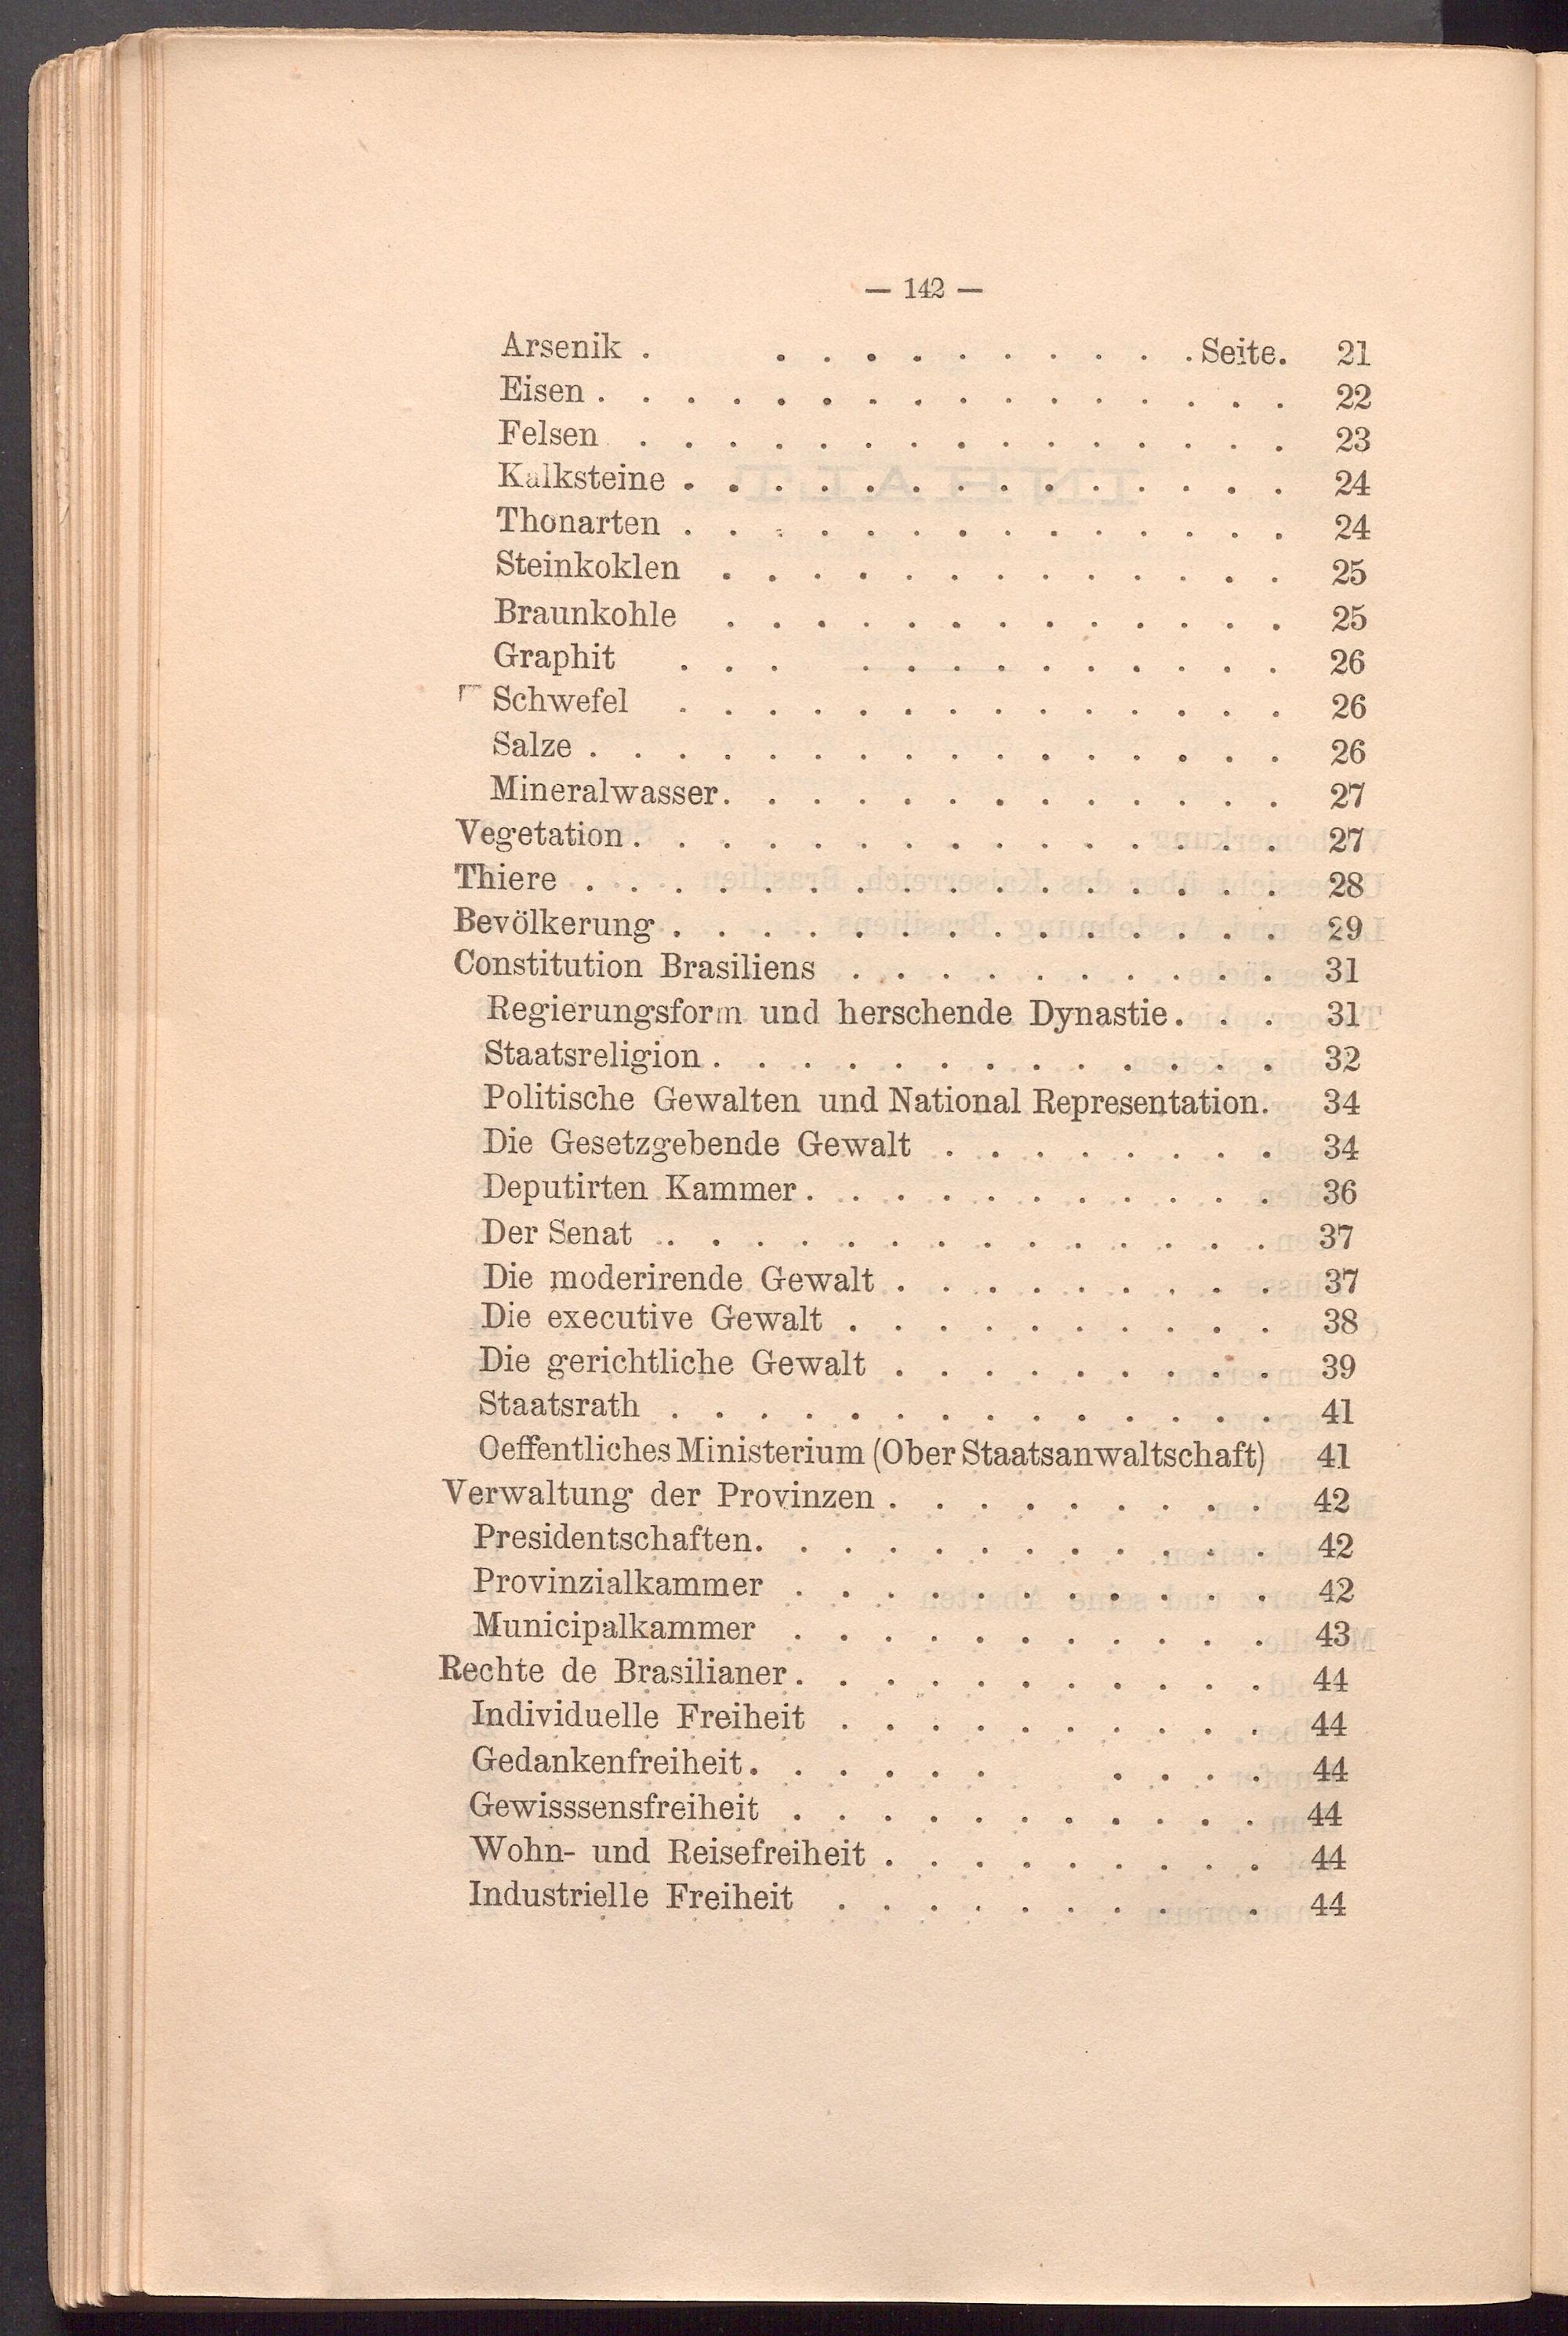 — 142 —
Arsenik . . . . . . . . . . . Seite. 21
Eisen . . . . . . . . . . . . . . . . 22
Felsen . . . . . . . . . . . . . . . 23
Kalksteine . . . . . . . . . . . . . . 24
Thonarten . . . . . . . . . . . . . . 24
Steinkoklen . . . . . . . . . . . . . 25
Braunkohle . . . . . . . . . . . . . 25
Graphit . . . . . . . . . . . . . 26
Schwefel . . . . . . . . . . . . . . 26
Salze . . . . . . . . . . . . . . . . 26
Mineralwasser. . . . . . . . . . . . . 27
Vegetation . . . . . . . . . . . . . . . 27
Thiere . . . . . . . . . . . . . . . . 28
Bevölkerung . . . . . . . . . . . . . . 29
Constitution Brasiliens . . . . . . . . . . 31
Regierungsform und herschende Dynastie . . . 31
Staatsreligion . . . . . . . . . . . . . 32
Politische Gewalten und National Representation. 34
Die Gesetzgebende Gewalt . . . . . . . . 34
Deputirten Kammer . . . . . . . . . . . 36
Der Senat . . . . . . . . . . . . . . 37
Die moderirende Gewalt . . . . . . . . . 37
Die executive Gewalt . . . . . . . . . . 38
Die gerichtliche Gewalt . . . . . . . . . 39
Staatsrath . . . . . . . . . . . . . . 41
Oeffentliches Ministerium (Ober Staatsanwaltschaft) 41
Verwaltung der Provinzen . . . . . . . . . 42
Presidentschaften. . . . . . . . . . . . 42
Provinzialkammer . . . . . . . . . . . 42
Municipalkammer . . . . . . . . . . . 43
Rechte de Brasilianer . . . . . . . . . . . 44
Individuelle Freiheit . . . . . . . . . . 44
Gedankenfreiheit . . . . . . . . . . 44
Gewisssensfreiheit . . . . . . . . . . . 44
Wohn- und Reisefreiheit . . . . . . . . . 44
Industrielle Freiheit . . . . . . . . . . 44